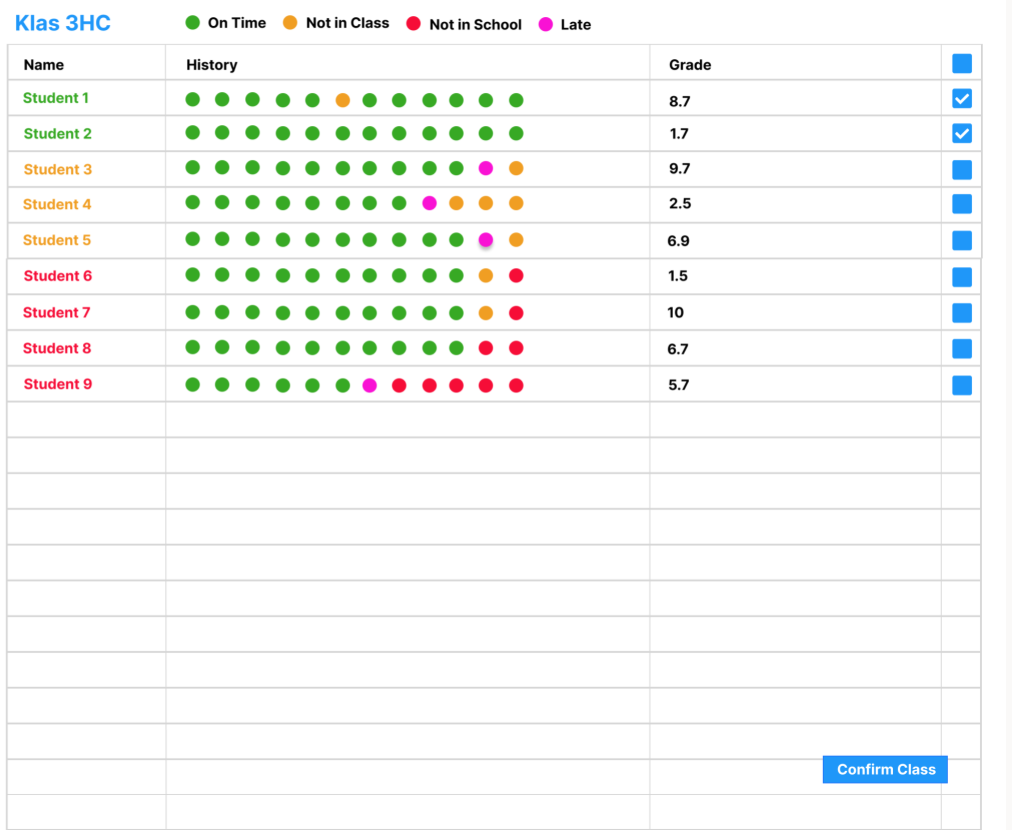 Klas 3HC On Time Not in Class Not in School Late
Name History Grade
Student 1 8.7
Student 2 1.7
Student 3 9.7
Student 4 2.5
Student 5 6.9
Student 6 1.5
Student 7 10
Student 8 6.7
Student 9 5.7
Confirm Class